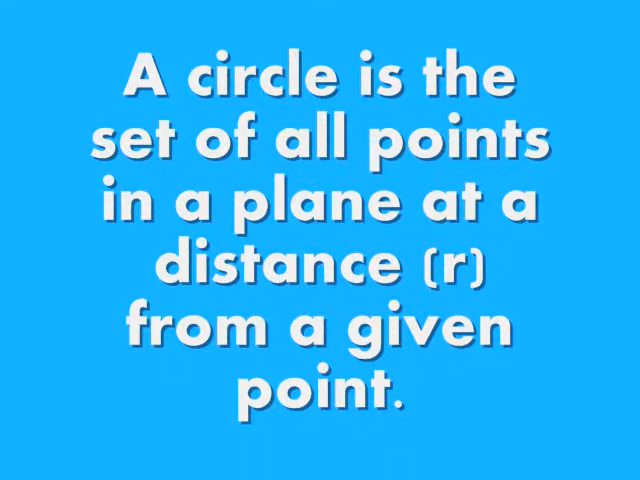 A circle is the
set of all points
in a plane at a
distance (r)
from a given
point.